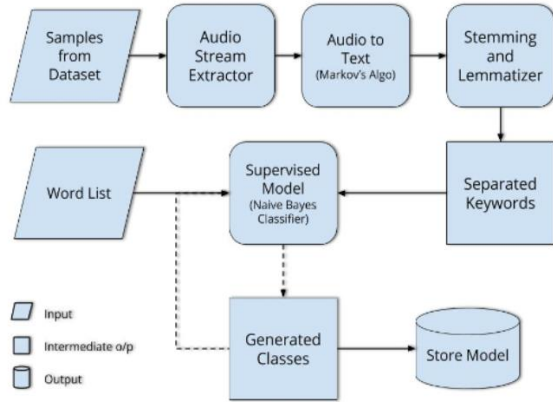 Samples
from
Dataset
Audio
Stream
Extractor
Audio to
Text
(Markov's Algo)
Stemming
and
Lemmatizer
Word List
Supervised
Model
(Naive Bayes
Classifier)
Separated
Keywords
Input
Intermediate o/p
Output
Generated
Classes
Store Model